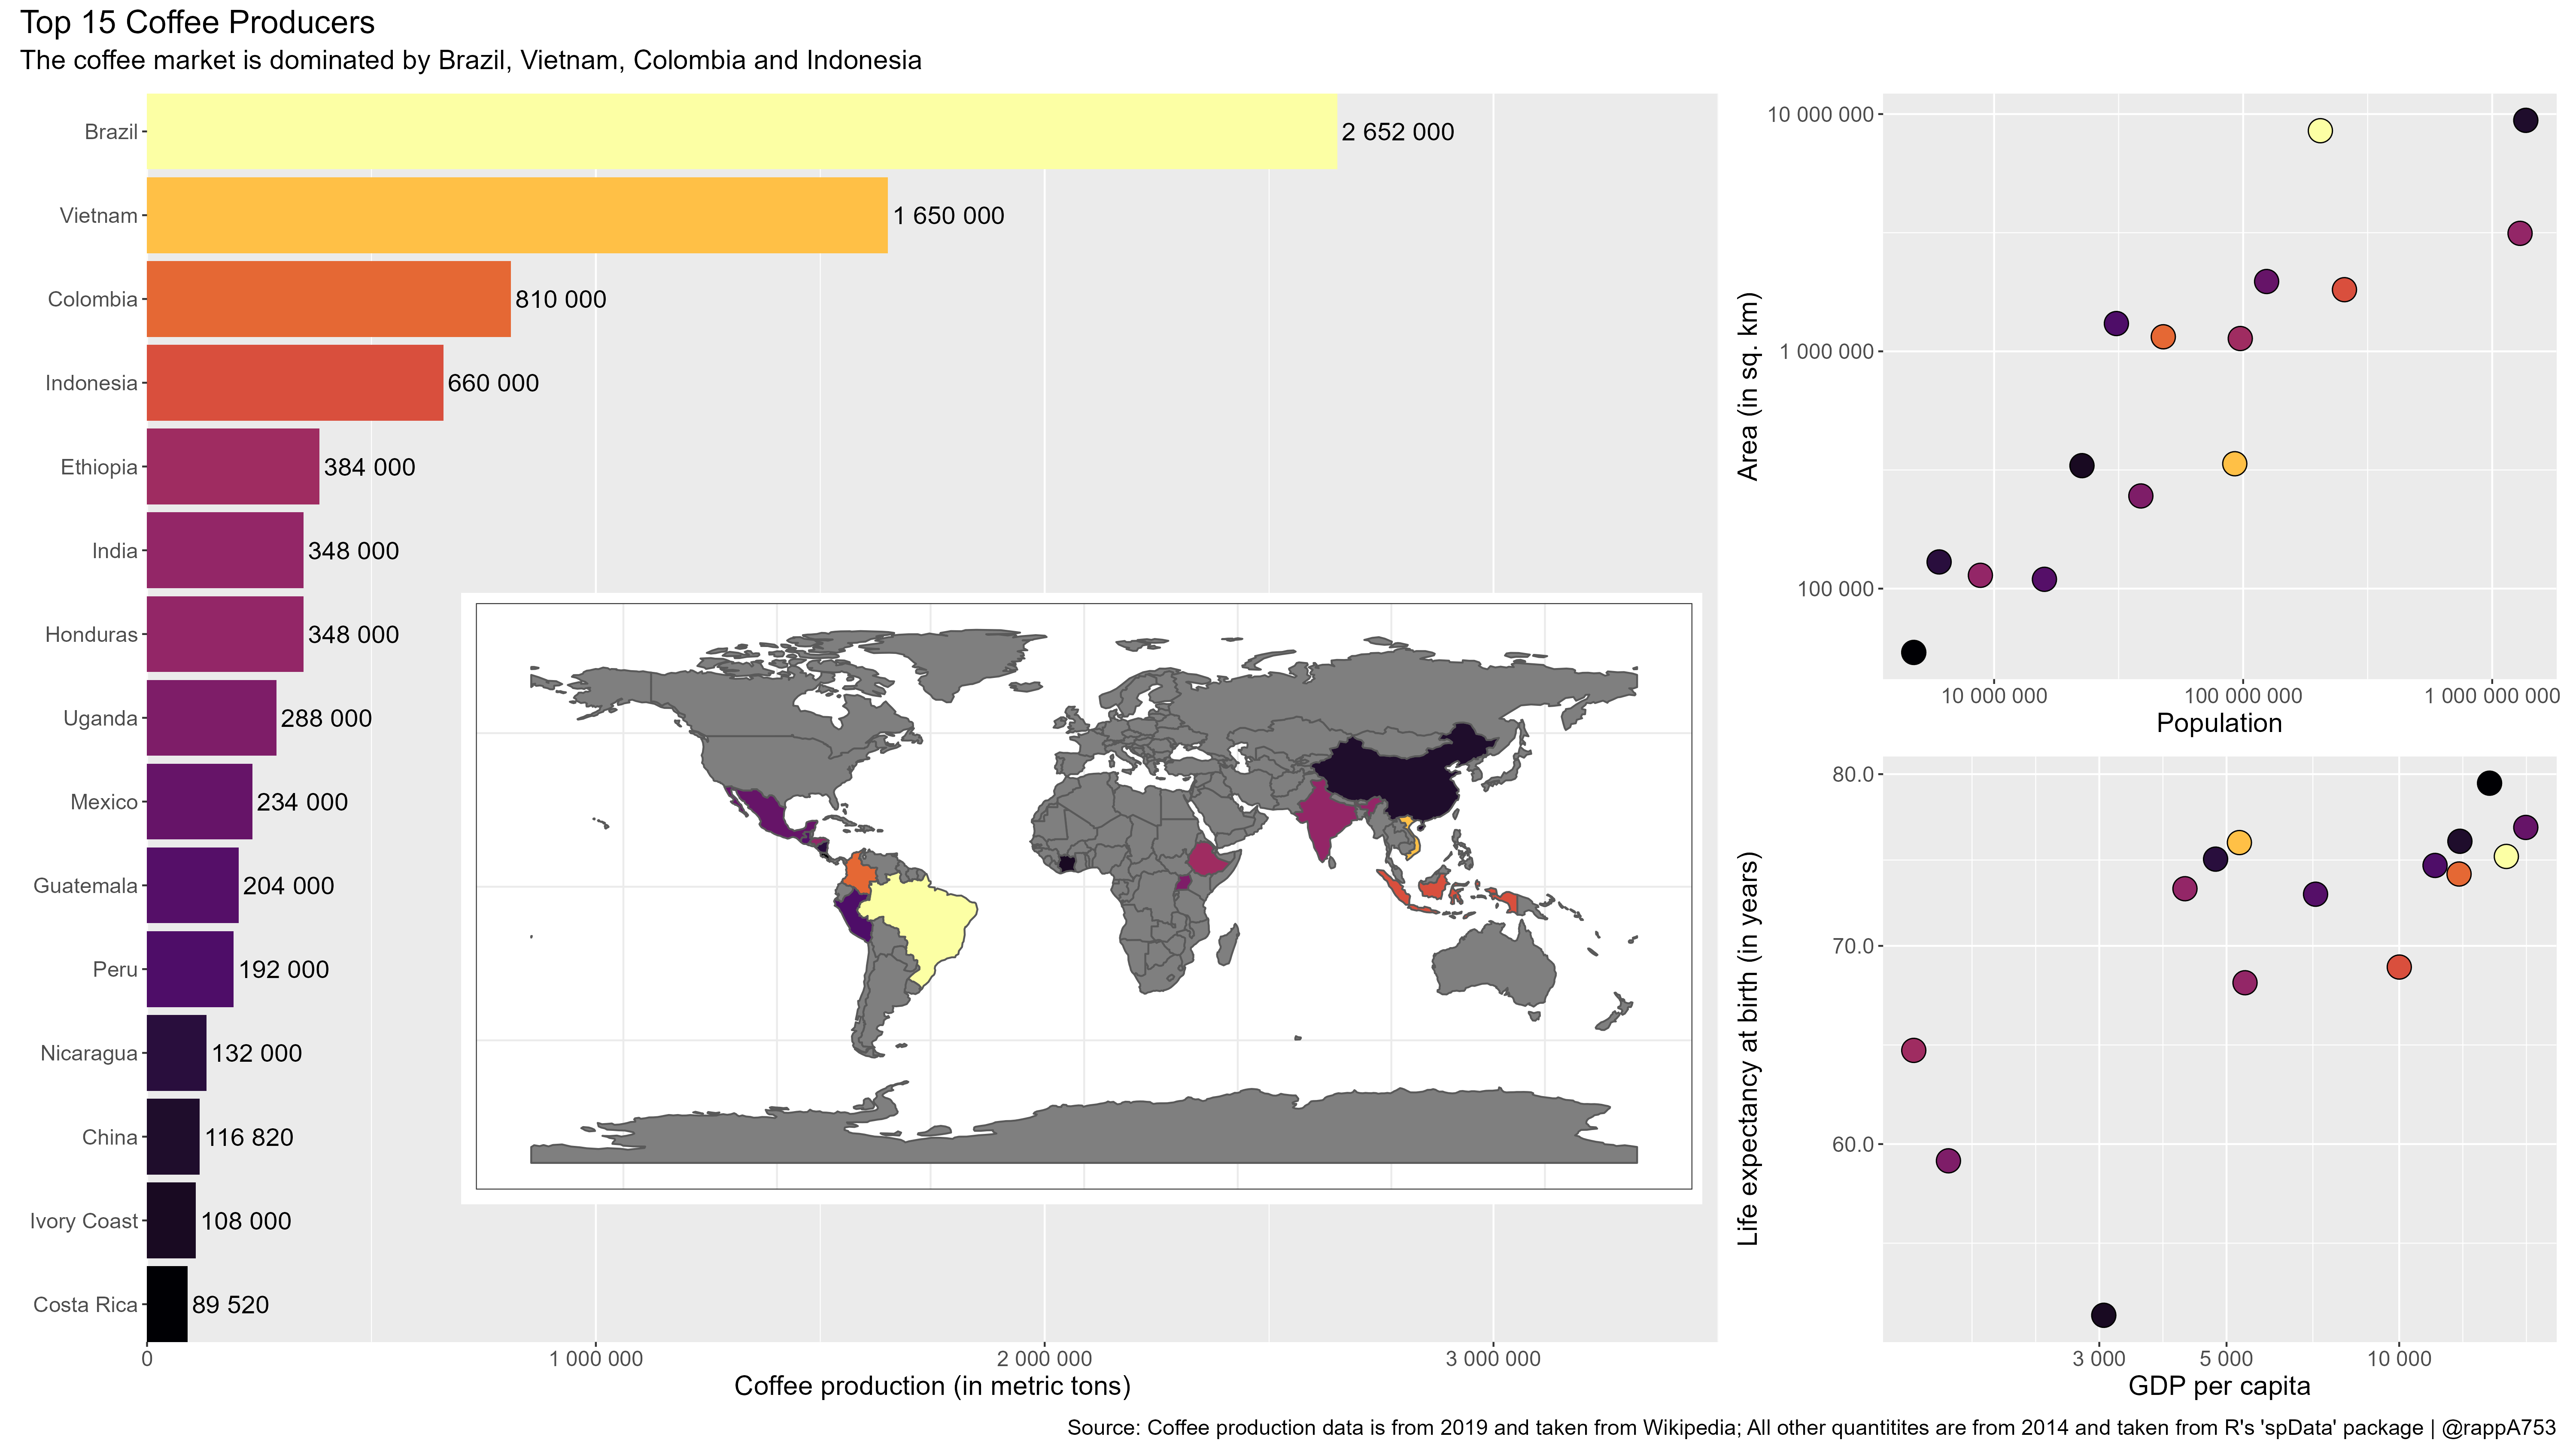 Top 15 Coffee Producers
The coffee market is dominated by Brazil, Vietnam, Colombia and Indonesia
Brazil
2 652 000
Vietnam
1 650 000
Colombia
810 000
Indonesia
660 000
Ethiopia
384 000
India
348 000
Honduras
348 000
Uganda
288 000
Mexico
234 000
Guatemala
204 000
Peru
192 000
Nicaragua
132 000
China
116 820
Ivory Coast
108 000
Costa Rica
89 520
0
1 000 000
2 000 000
3 000 000
Coffee production (in metric tons)
Area (in sq. km)
10 000 000
1 000 000
100 000
10 000 000
100 000 000
1 000 000 000
Population
Life expectancy at birth (in years)
80.0
70.0
60.0
3 000
5 000
10 000
GDP per capita
Source: Coffee production data is from 2019 and taken from Wikipedia; All other quantitites are from 2014 and taken from R's 'spData' package | @rappA753